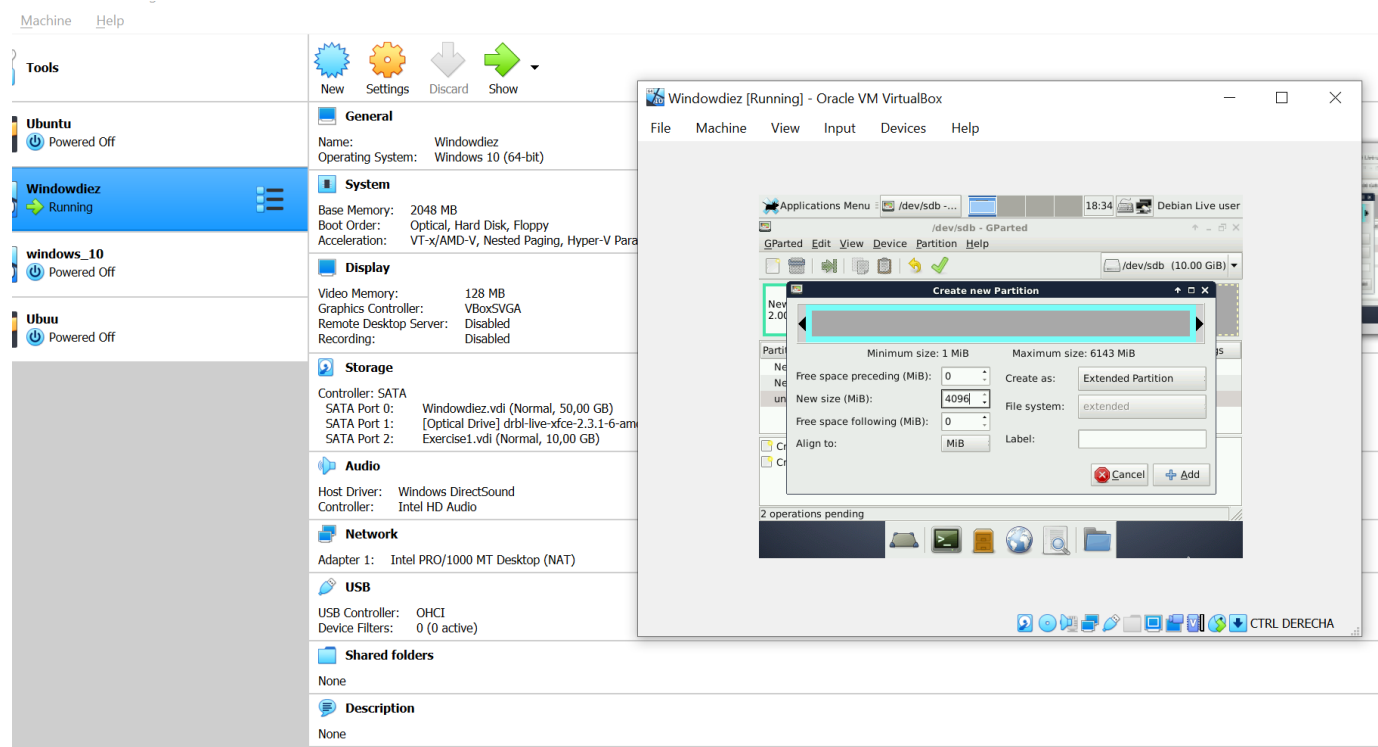 Machine Help
Tools
Ubuntu
Powered Off
Windowdiez
Running
windows_10
Powered Off
Ubuu
Powered Off
New Settings Discard Show
General
Name: Windowdiez
Operating System: Windows 10 (64-bit)
System
Base Memory: 2048 MB
Boot Order: Optical, Hard Disk, Floppy
Acceleration: VT-x/AMD-V, Nested Paging, Hyper-V Para
Display
Video Memory: 128 MB
Graphics Controller: VBoxSVGA
Remote Desktop Server: Disabled
Recording: Disabled
Storage
Controller: SATA
SATA Port 0: Windowdiez.vdi (Normal, 50,00 GB)
SATA Port 1: [Optical Drive] drbl-live-xfce-2.3.1-6-am
SATA Port 2: Exercise1.vdi (Normal, 10,00 GB)
Audio
Host Driver: Windows DirectSound
Controller: Intel HD Audio
Network
Adapter 1: Intel PRO/1000 MT Desktop (NAT)
USB
USB Controller: OHCI
Device Filters: 0 (0 active)
Shared folders
None
Description
None
Windowdiez [Running] - Oracle VM VirtualBox
File Machine View Input Devices Help
Applications Menu /dev/sdb -... 18:34 Debian Live user
/dev/sdb - GParted
GParted Edit View Device Partition Help
/dev/sdb (10.00 GiB)
New
2.00
Create new Partition
Parti
Ne
Ne
un
gs
Minimum size: 1 MiB Maximum size: 6143 MiB
Free space preceding (MiB): 0 Create as: Extended Partition
New size (MiB): 4096 File system: extended
Free space following (MiB): 0
Align to: MiB Label:
Cr
Cr
Cancel Add
2 operations pending
CTRL DERECHA